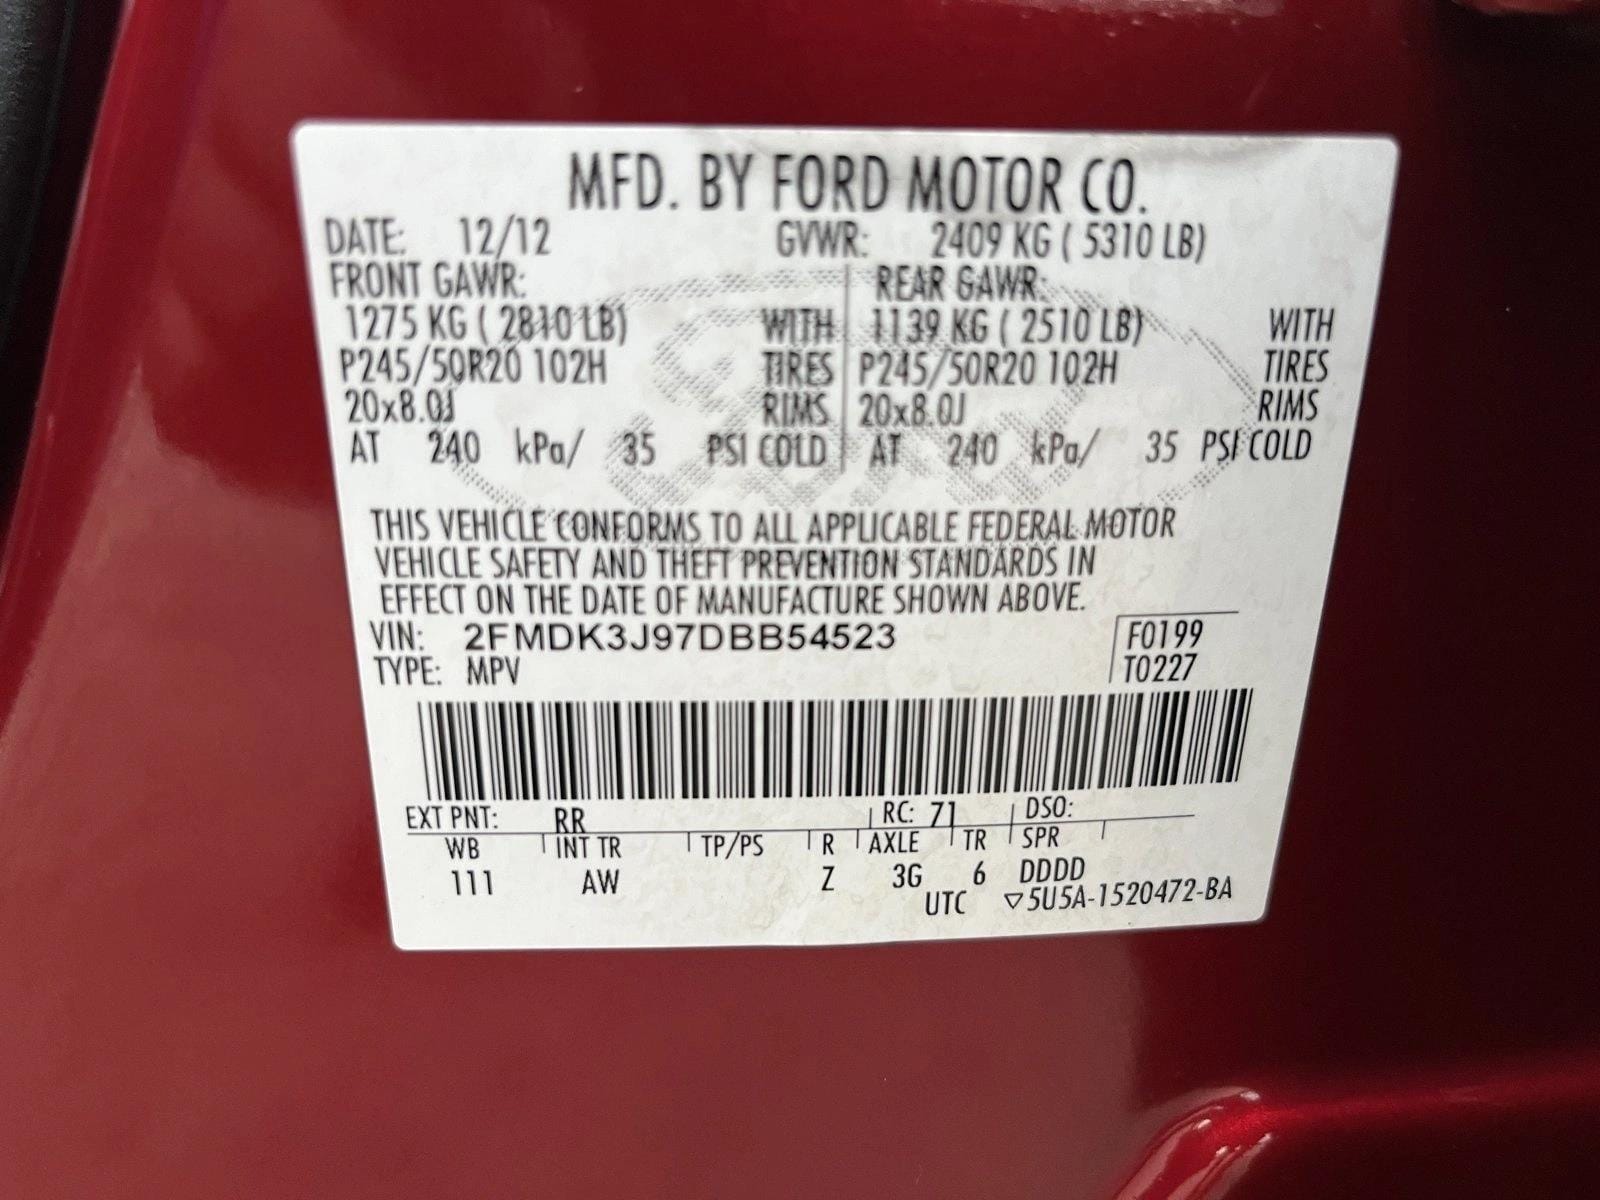 MFD. BY FORD MOTOR CO.
DATE: 12/12 GVWR: 2409 KG ( 5310 LB)
FRONT GAWR: REAR GAWR:
1275 KG ( 2810 LB) WITH 1139 KG ( 2510 LB) WITH
P245/50R20 102H TIRES P245/50R20 102H TIRES
20x8.0J RIMS 20x8.0J RIMS
AT 240 kPa/ 35 PSI COLD AT 240 kPa/ 35 PSI COLD
THIS VEHICLE CONFORMS TO ALL APPLICABLE FEDERAL MOTOR
VEHICLE SAFETY AND THEFT PREVENTION STANDARDS IN
EFFECT ON THE DATE OF MANUFACTURE SHOWN ABOVE.
VIN: 2FMDK3J97DBB54523 F0199
TYPE: MPV T0227
EXT PNT: RR RC: 71 DSO:
WB INT TR TP/PS R AXLE TR SPR
111 AW Z 3G 6 DDDD
UTC ▽5U5A-1520472-BA